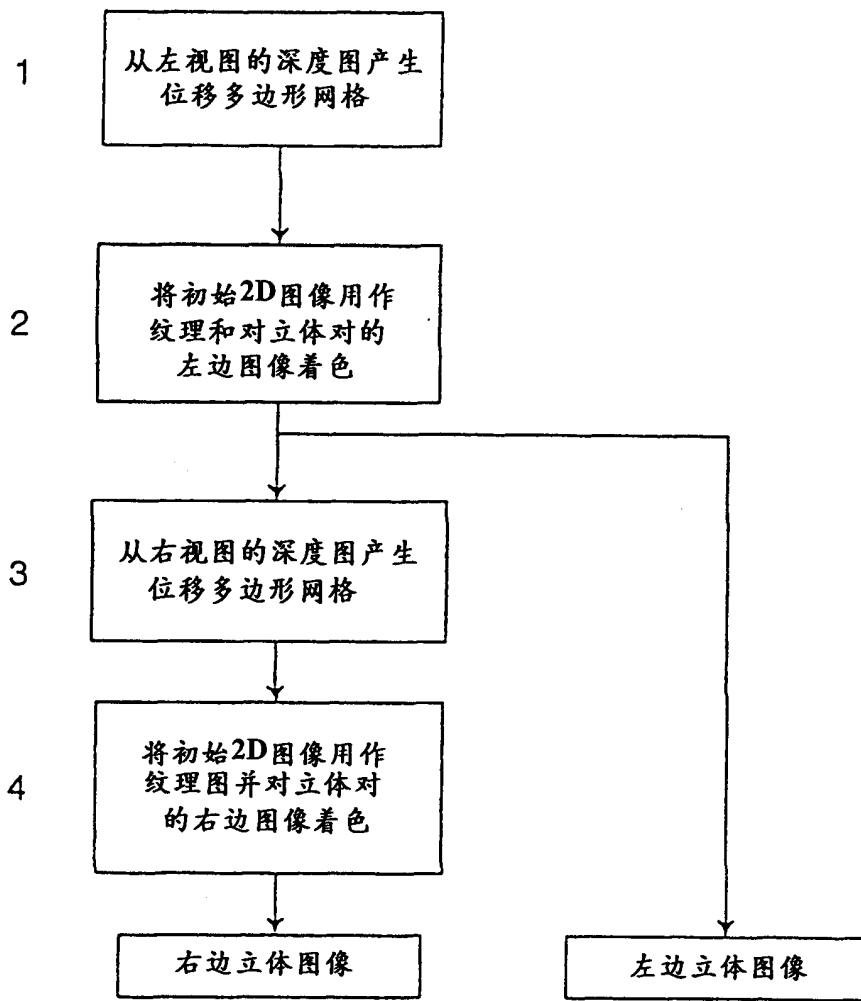 1
从左视图的深度图产生
位移多边形网格
2
将初始2D图像用作
纹理和对立体对的
左边图像着色
3
从右视图的深度图产生
位移多边形网格
4
将初始2D图像用作
纹理图并对立体对
的右边图像着色
右边立体图像
左边立体图像